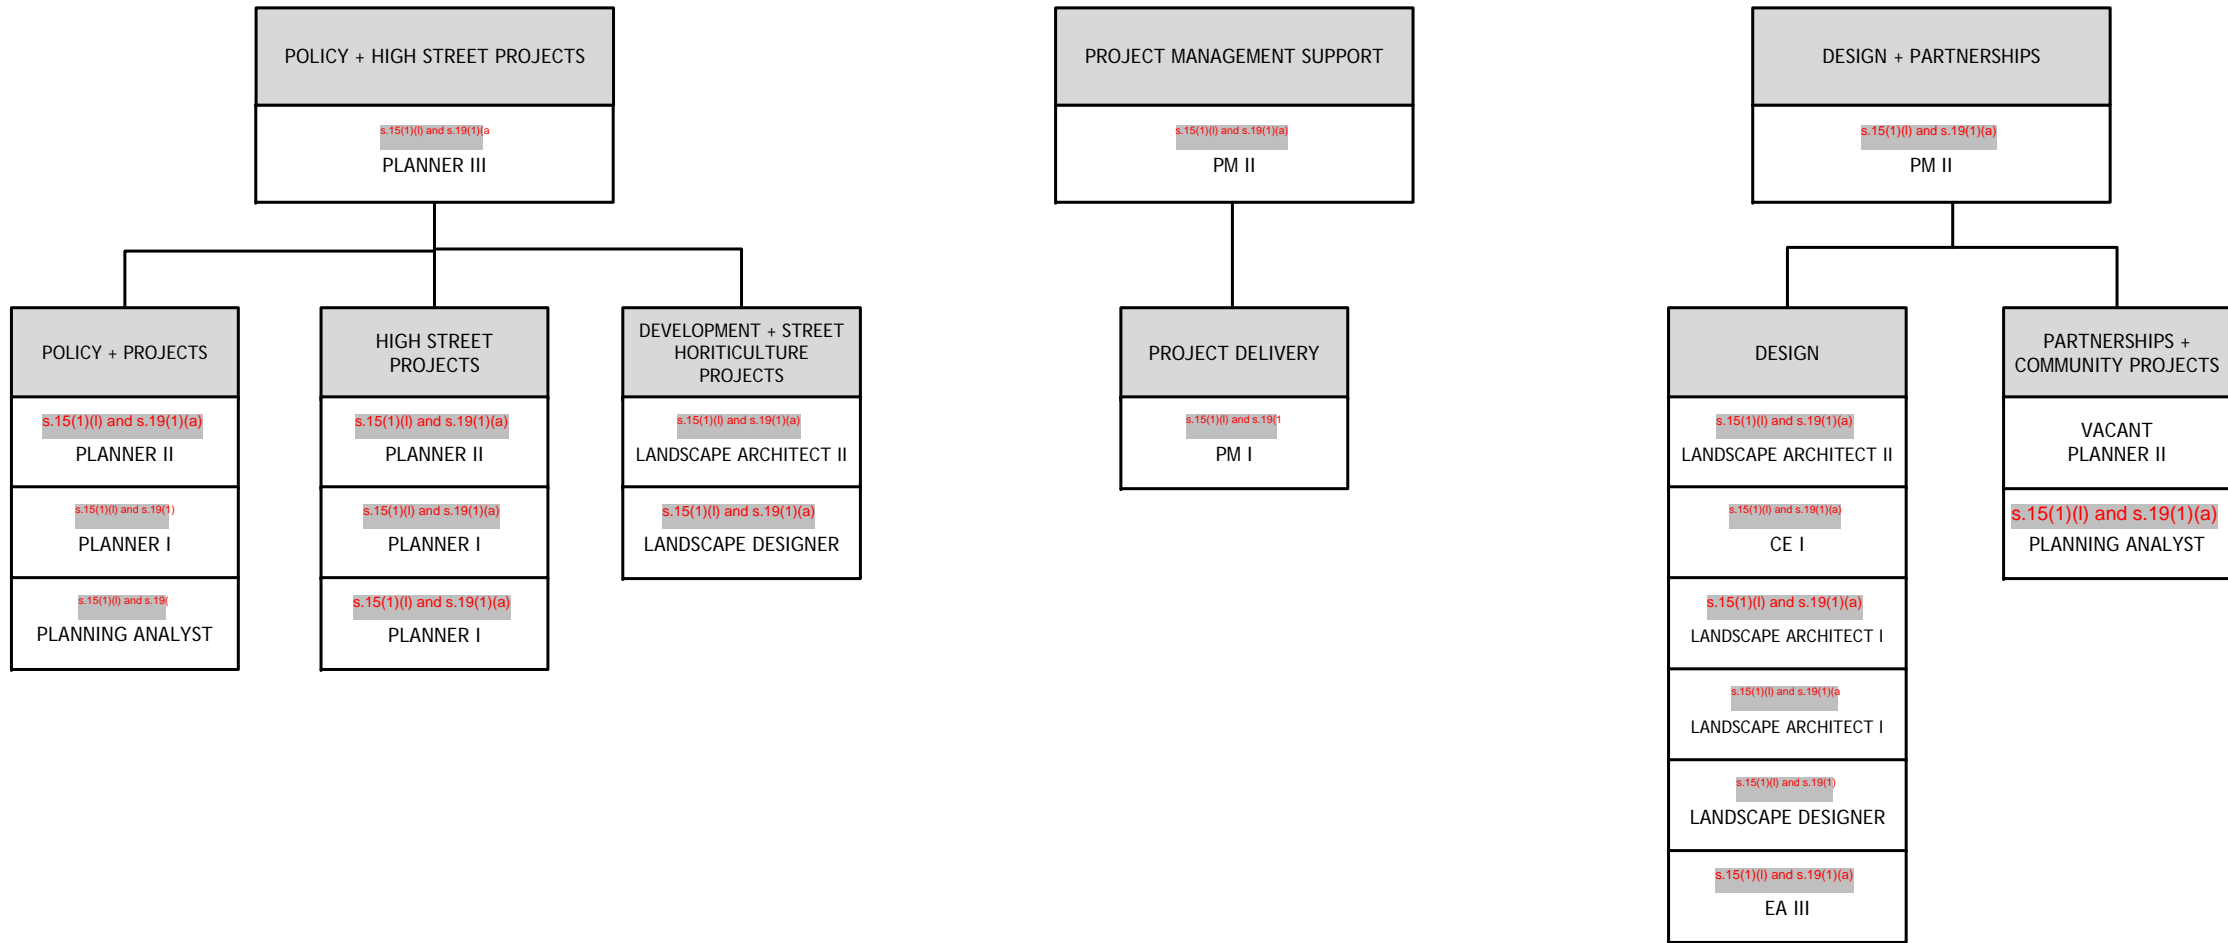 POLICY + HIGH STREET PROJECTS
s.15(1)(l) and s.19(1)(a
PLANNER III
PROJECT MANAGEMENT SUPPORT
s.15(1)(l) and s.19(1)(a)
PM II
DESIGN + PARTNERSHIPS
s.15(1)(l) and s.19(1)(a)
PM II
POLICY + PROJECTS
s.15(1)(l) and s.19(1)(a)
PLANNER II
s.15(1)(l) and s.19(1)
PLANNER I
s.15(1)(l) and s.19(
PLANNING ANALYST
HIGH STREET
PROJECTS
s.15(1)(l) and s.19(1)(a)
PLANNER II
s.15(1)(l) and s.19(1)(a)
PLANNER I
s.15(1)(l) and s.19(1)(a)
PLANNER I
DEVELOPMENT + STREET
HORITICULTURE
PROJECTS
s.15(1)(l) and s.19(1)(a)
LANDSCAPE ARCHITECT II
s.15(1)(l) and s.19(1)(a)
LANDSCAPE DESIGNER
PROJECT DELIVERY
s.15(1)(l) and s.19(1
PM I
DESIGN
s.15(1)(l) and s.19(1)(a)
LANDSCAPE ARCHITECT II
s.15(1)(l) and s.19(1)(a)
CE I
s.15(1)(l) and s.19(1)(a)
LANDSCAPE ARCHITECT I
s.15(1)(l) and s.19(1)(a
LANDSCAPE ARCHITECT I
s.15(1)(l) and s.19(1)
LANDSCAPE DESIGNER
s.15(1)(l) and s.19(1)(a)
EA III
PARTNERSHIPS +
COMMUNITY PROJECTS
VACANT
PLANNER II
s.15(1)(l) and s.19(1)(a)
PLANNING ANALYST